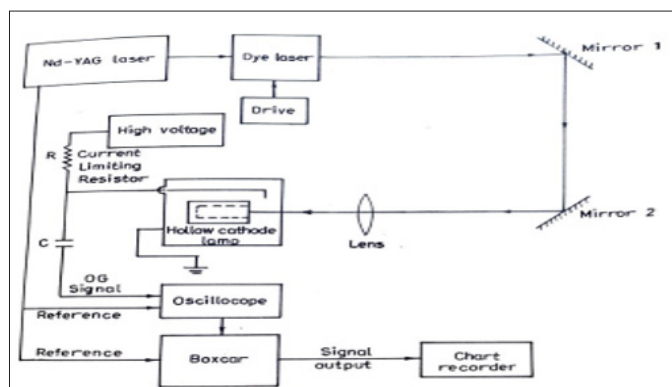 Nd-YAG laser
Dye laser
Mirror 1
Drive
High voltage
R
Current
Limiting
Resistor
Hollow cathode
lamp
Lens
Mirror 2
C
OG
Signal
Oscillocope
Reference
Reference
Boxcar
Signal
output
Chart
recorder